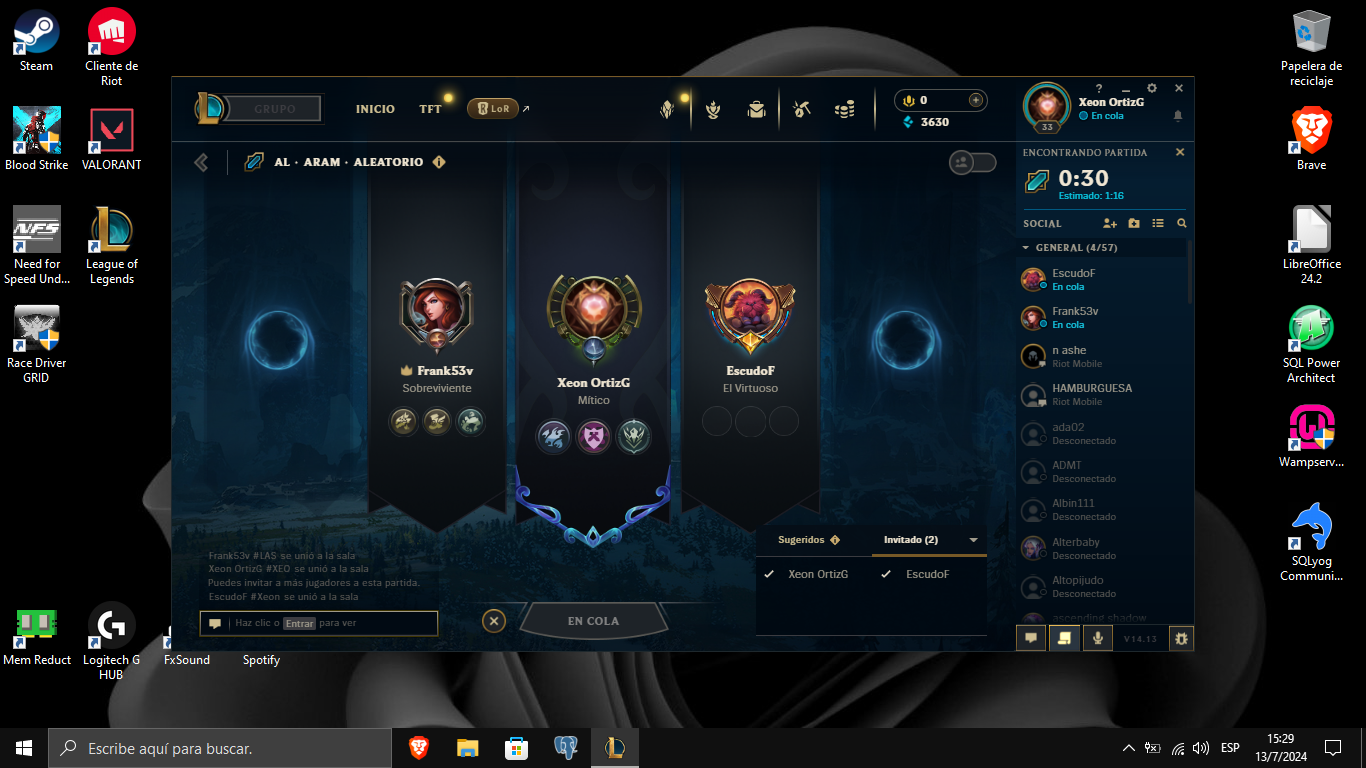 Steam
Cliente de
Riot
Blood Strike
VALORANT
NFS
Need for
Speed Und...
League of
Legends
Race Driver
GRID
Mem Reduct
Logitech G
HUB
FxSound
Spotify
GRUPO
INICIO
TFT
LoR
0
3630
?
Xeon OrtizG
En cola
33
AL · ARAM · ALEATORIO
ENCONTRANDO PARTIDA
0:30
Estimado: 1:16
SOCIAL
GENERAL (4/57)
EscudoF
En cola
Frank53v
En cola
n ashe
Riot Mobile
HAMBURGUESA
Riot Mobile
ada02
Desconectado
ADMT
Desconectado
Albin111
Desconectado
Alterbaby
Desconectado
Altopijudo
Desconectado
ascending shadow
V14.13
Frank53v
Sobreviviente
Xeon OrtizG
Mítico
EscudoF
El Virtuoso
Frank53v #LAS se unió a la sala
Xeon OrtizG #XEO se unió a la sala
Puedes invitar a más jugadores a esta partida.
EscudoF #Xeon se unió a la sala
Haz clic o Entrar para ver
EN COLA
Sugeridos
Invitado (2)
Xeon OrtizG
EscudoF
Papelera de
reciclaje
Brave
LibreOffice
24.2
SQL Power
Architect
Wampserv...
SQLyog
Communi...
Escribe aquí para buscar.
ESP
15:29
13/7/2024